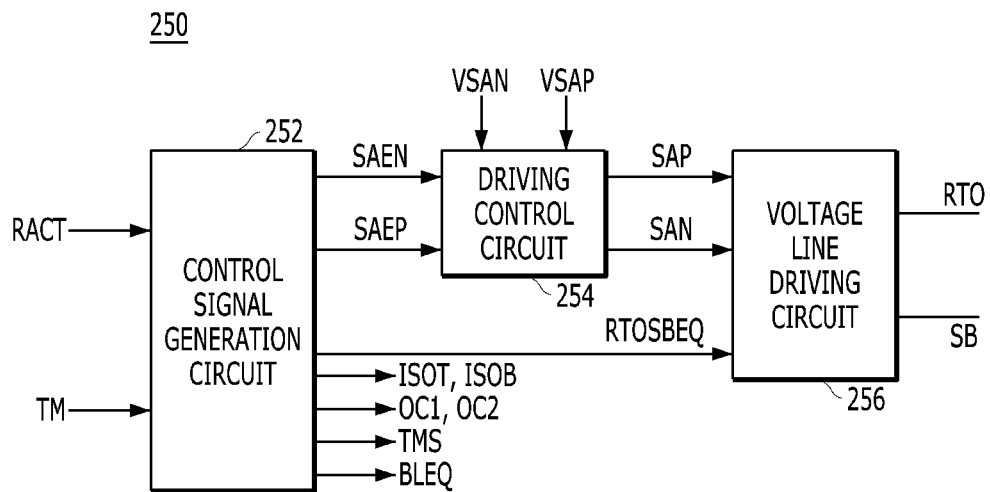 250
VSAN
VSAP
252
SAEN
DRIVING
CONTROL
CIRCUIT
SAP
RTO
RACT
SAEP
SAN
VOLTAGE
LINE
DRIVING
CIRCUIT
CONTROL
SIGNAL
GENERATION
CIRCUIT
254
RTOSBEQ
SB
ISOT, ISOB
256
TM
OC1, OC2
TMS
BLEQ